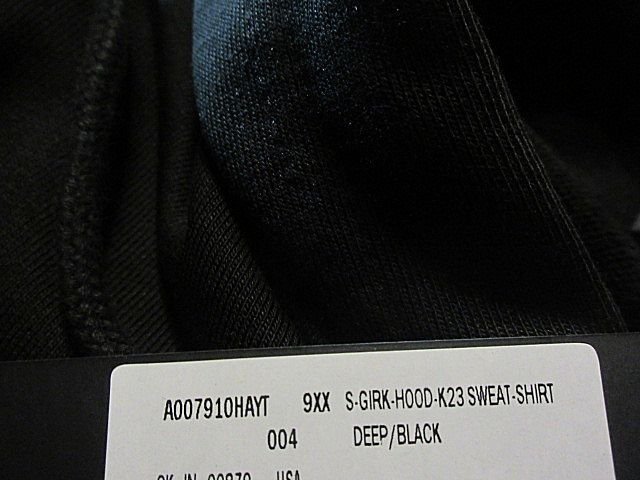 A007910HAYT 9XX S-GIRK-HOOD-K23 SWEAT-SHIRT
004 DEEP/BLACK